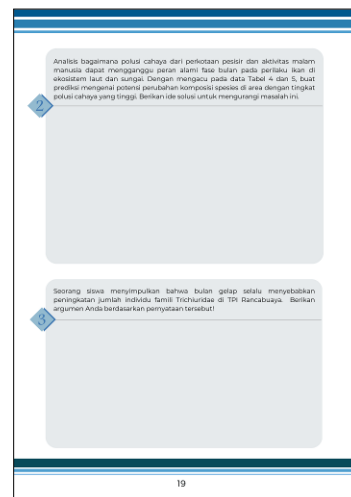 Analisis bagaimana polusi cahaya dari perkotaan pesisir dan aktivitas malam
manusia dapat mengganggu peran alami fase bulan pada perilaku ikan di
ekosistem laut dan sungai. Dengan mengacu pada data Tabel 4 dan 5, buat
prediksi mengenai potensi perubahan komposisi spesies di area dengan tingkat
polusi cahaya yang tinggi. Berikan ide solusi untuk mengurangi masalah ini.
2
Seorang siswa menyimpulkan bahwa bulan gelap selalu menyebabkan
peningkatan jumlah individu famili Trichiuridae di TPI Rancabuaya. Berikan
argumen Anda berdasarkan pernyataan tersebut!
3
19